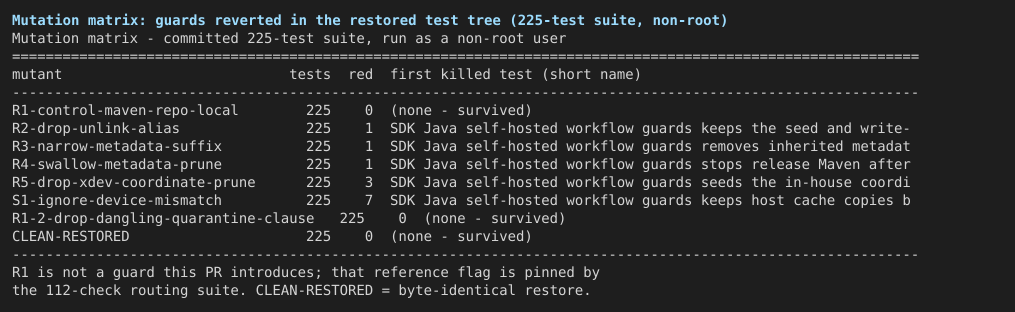 Mutation matrix: guards reverted in the restored test tree (225-test suite, non-root)
Mutation matrix - committed 225-test suite, run as a non-root user
=============================================================================================================
mutant                           tests   red  first killed test (short name)
-------------------------------------------------------------------------------------------------------------
R1-control-maven-repo-local        225     0  (none - survived)
R2-drop-unlink-alias               225     1  SDK Java self-hosted workflow guards keeps the seed and write-
R3-narrow-metadata-suffix          225     1  SDK Java self-hosted workflow guards removes inherited metadat
R4-swallow-metadata-prune          225     1  SDK Java self-hosted workflow guards stops release Maven after
R5-drop-xdev-coordinate-prune      225     3  SDK Java self-hosted workflow guards seeds the in-house coordi
S1-ignore-device-mismatch          225     7  SDK Java self-hosted workflow guards keeps host cache copies b
R1-2-drop-dangling-quarantine-clause   225     0  (none - survived)
CLEAN-RESTORED                     225     0  (none - survived)
-------------------------------------------------------------------------------------------------------------
R1 is not a guard this PR introduces; that reference flag is pinned by
the 112-check routing suite. CLEAN-RESTORED = byte-identical restore.